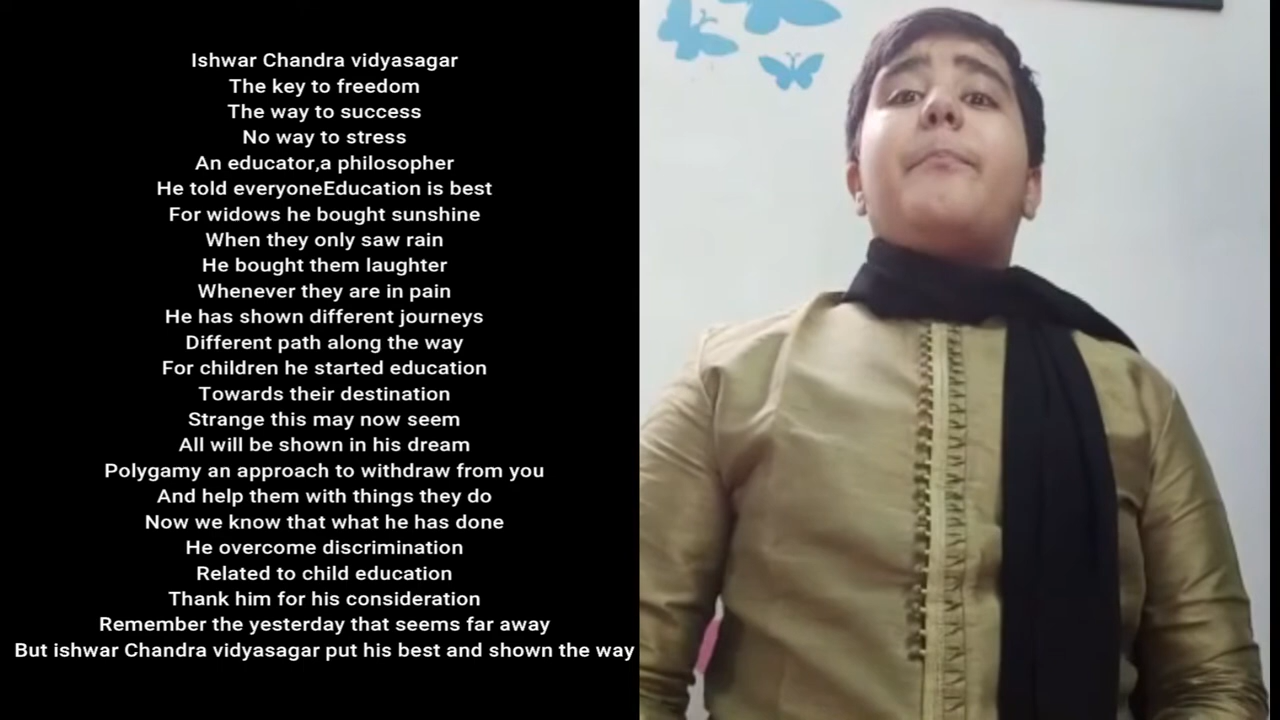 Ishwar Chandra vidyasagar
The key to freedom
The way to success
No way to stress
An educator,a philosopher
He told everyoneEducation is best
For widows he bought sunshine
When they only saw rain
He bought them laughter
Whenever they are in pain
He has shown different journeys
Different path along the way
For children he started education
Towards their destination
Strange this may now seem
All will be shown in his dream
Polygamy an approach to withdraw from you
And help them with things they do
Now we know that what he has done
He overcome discrimination
Related to child education
Thank him for his consideration
Remember the yesterday that seems far away
But ishwar Chandra vidyasagar put his best and shown the way